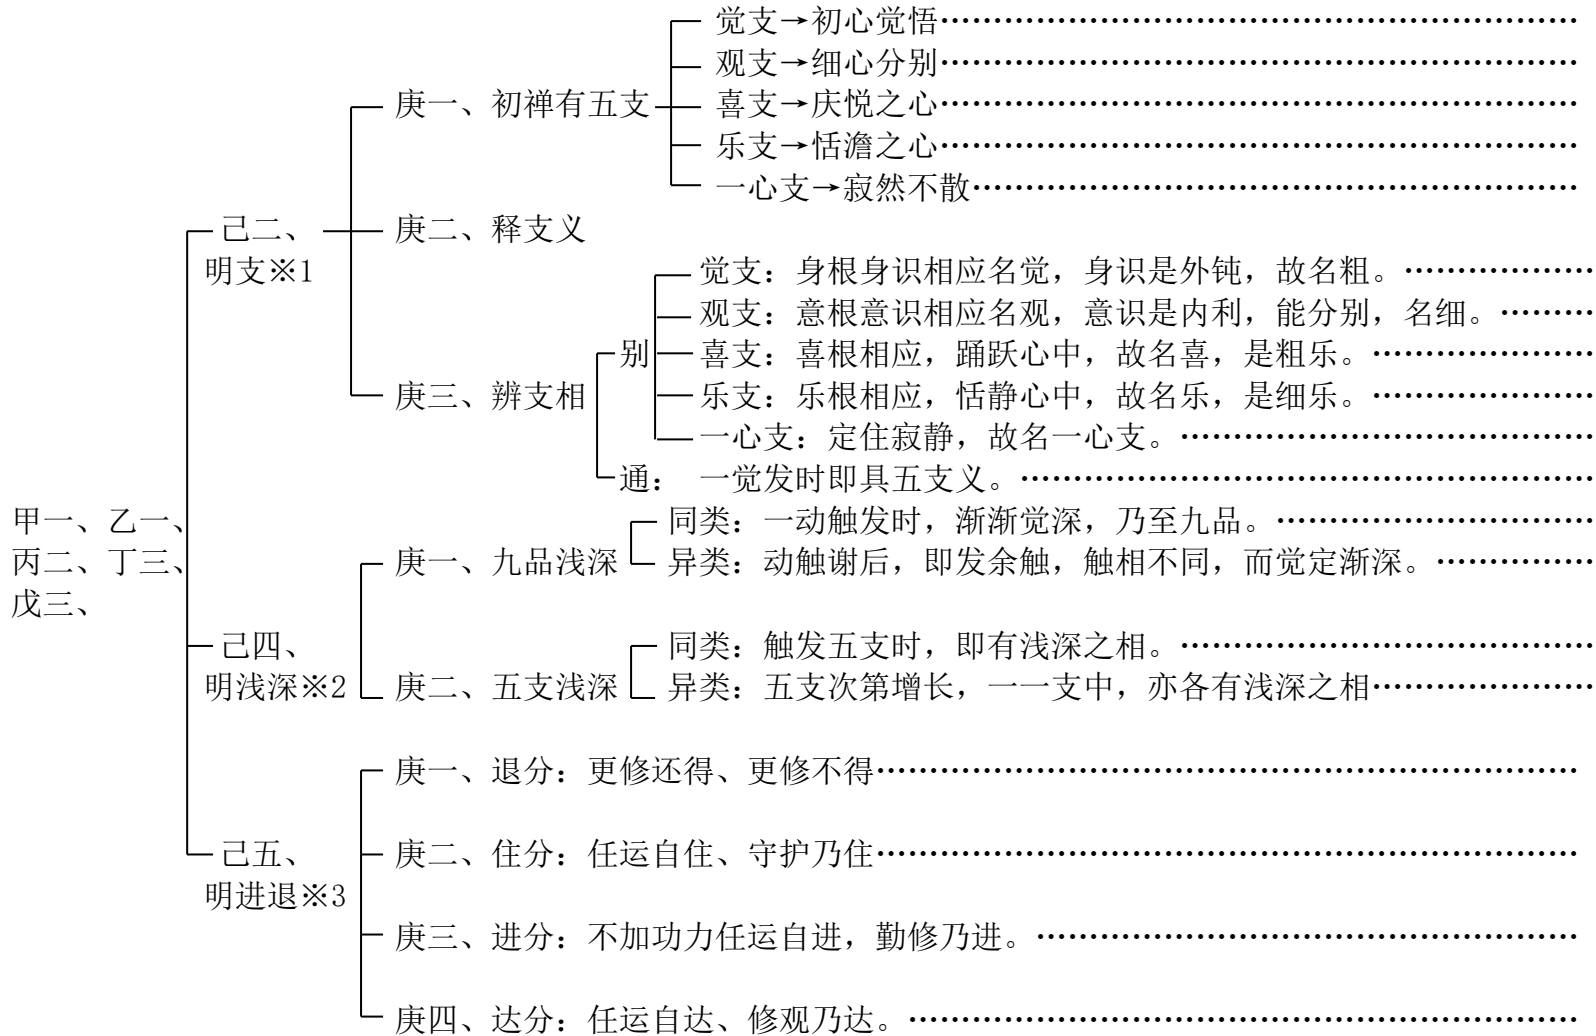 觉支→初心觉悟………………………………………………………
观支→细心分别………………………………………………………
庚一、初禅有五支
喜支→庆悦之心………………………………………………………
乐支→恬澹之心………………………………………………………
一心支→寂然不散……………………………………………………
己二、
明支※1
庚二、释支义
觉支：身根身识相应名觉，身识是外钝，故名粗。………………
观支：意根意识相应名观，意识是内利，能分别，名细。………
别
喜支：喜根相应，踊跃心中，故名喜，是粗乐。…………………
庚三、辨支相
乐支：乐根相应，恬静心中，故名乐，是细乐。…………………
一心支：定住寂静，故名一心支。…………………………………
通： 一觉发时即具五支义。…………………………………………………
甲一、乙一、
丙二、丁三、
戊三、
同类：一动触发时，渐渐觉深，乃至九品。…………………………
庚一、九品浅深
异类：动触谢后，即发余触，触相不同，而觉定渐深。……………
己四、
明浅深※2
同类：触发五支时，即有浅深之相。…………………………………
庚二、五支浅深
异类：五支次第增长，一一支中，亦各有浅深之相…………………
己五、
明进退※3
庚一、退分：更修还得、更修不得……………………………………………………………
庚二、住分：任运自住、守护乃住……………………………………………………………
庚三、进分：不加功力任运自进，勤修乃进。………………………………………………
庚四、达分：任运自达、修观乃达。…………………………………………………………